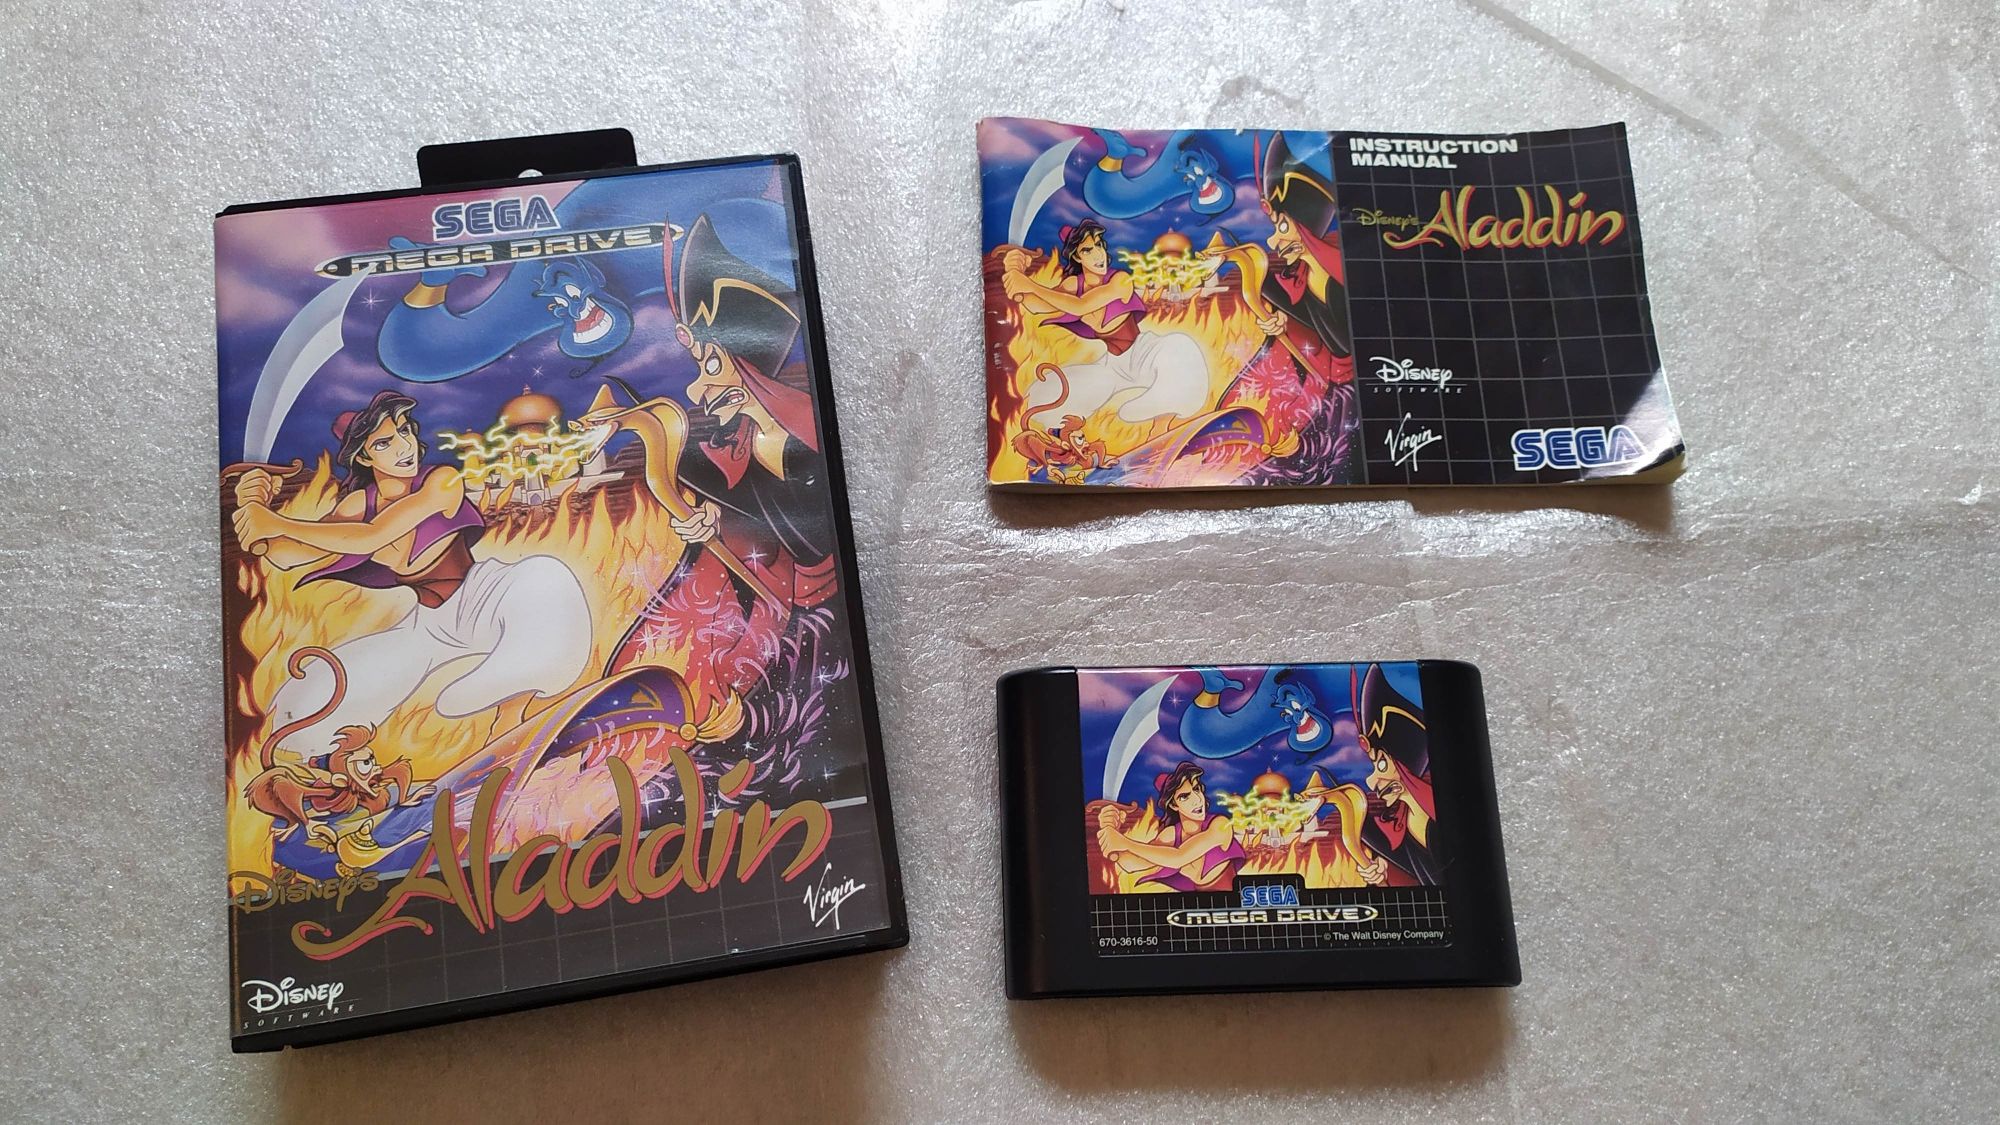 SEGA
MEGA DRIVE
Disney's Aladdin
Virgin
Disney
SOFTWARE
INSTRUCTION
MANUAL
Disney's Aladdin
Disney
SOFTWARE
Virgin
SEGA
SEGA
MEGA DRIVE
670-3616-50
© The Walt Disney Company